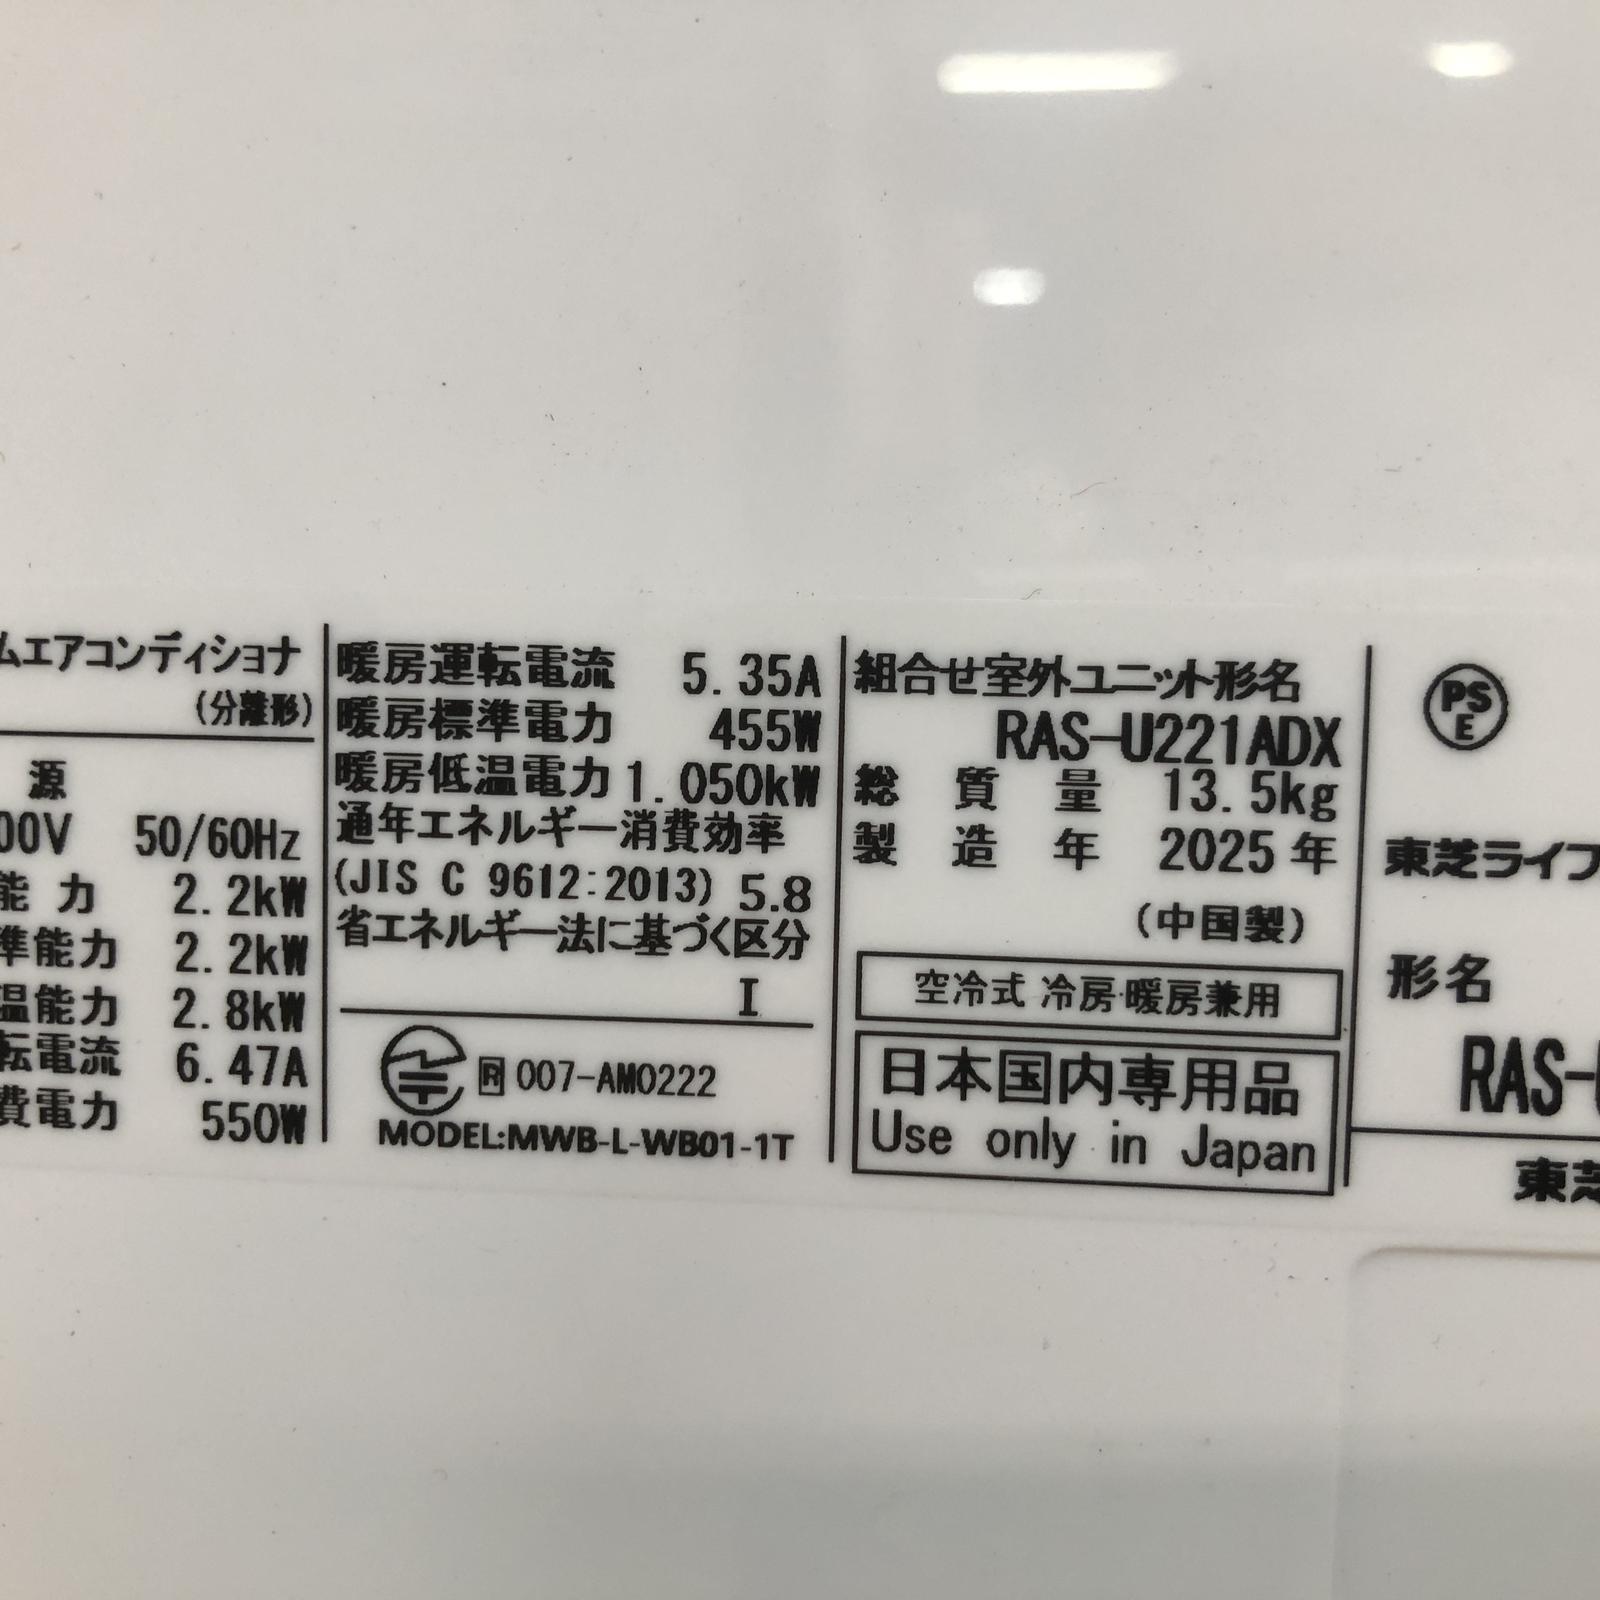 ムエアコンディショナ
(分離形)
源
00V 50/60Hz
能力 2.2kW
準能力 2.2kW
温能力 2.8kW
転電流 6.47A
費電力 550W
暖房運転電流 5.35A
暖房標準電力 455W
暖房低温電力 1.050kW
通年エネルギー消費効率
(JIS C 9612:2013) 5.8
省エネルギー法に基づく区分
I
R 007-AM0222
MODEL:MWB-L-WB01-1T
組合せ室外ユニット形名
RAS-U221ADX
総質量 13.5kg
製造年 2025年
(中国製)
空冷式 冷房・暖房兼用
日本国内専用品
Use only in Japan
PS
E
東芝ライフ
形名
RAS-
東芝